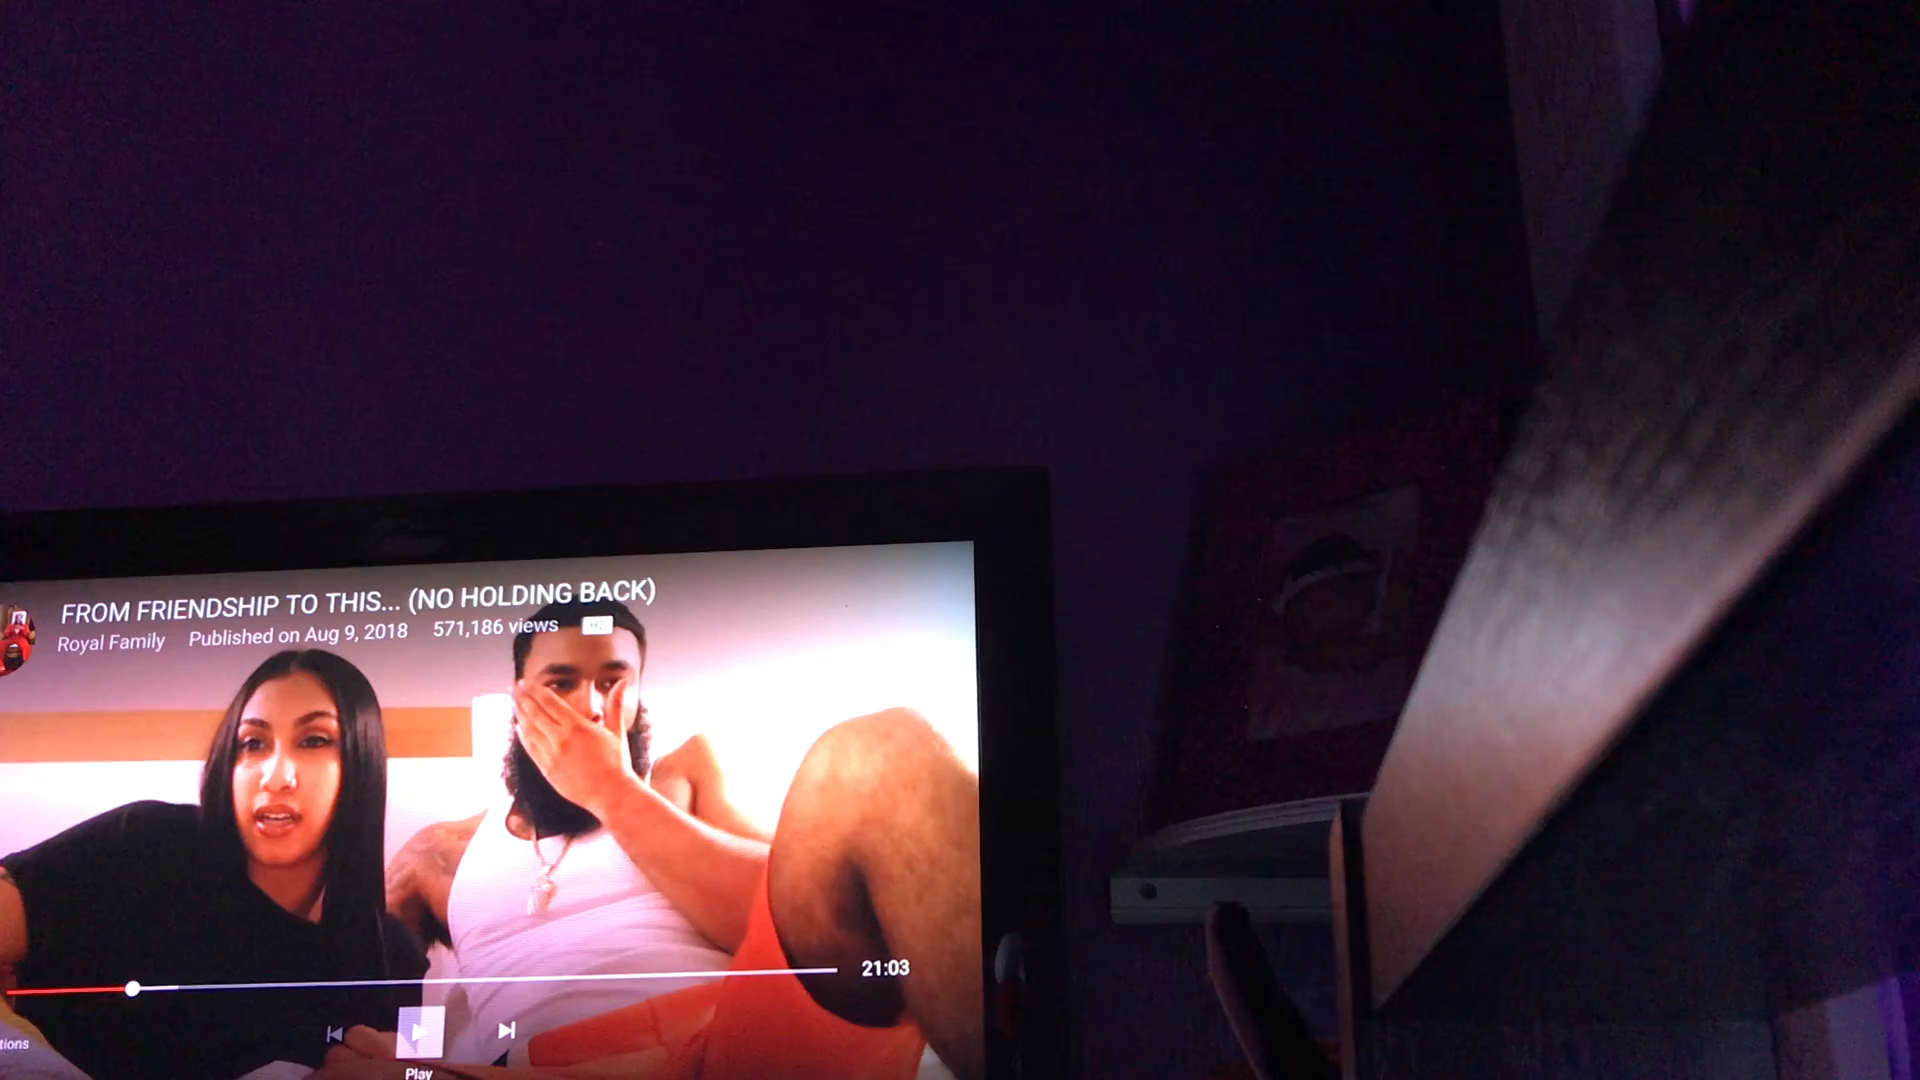 FROM FRIENDSHIP TO THIS... (NO HOLDING BACK)
Royal Family Published on Aug 9, 2018 571,186 views HD
21:03
tions
Play